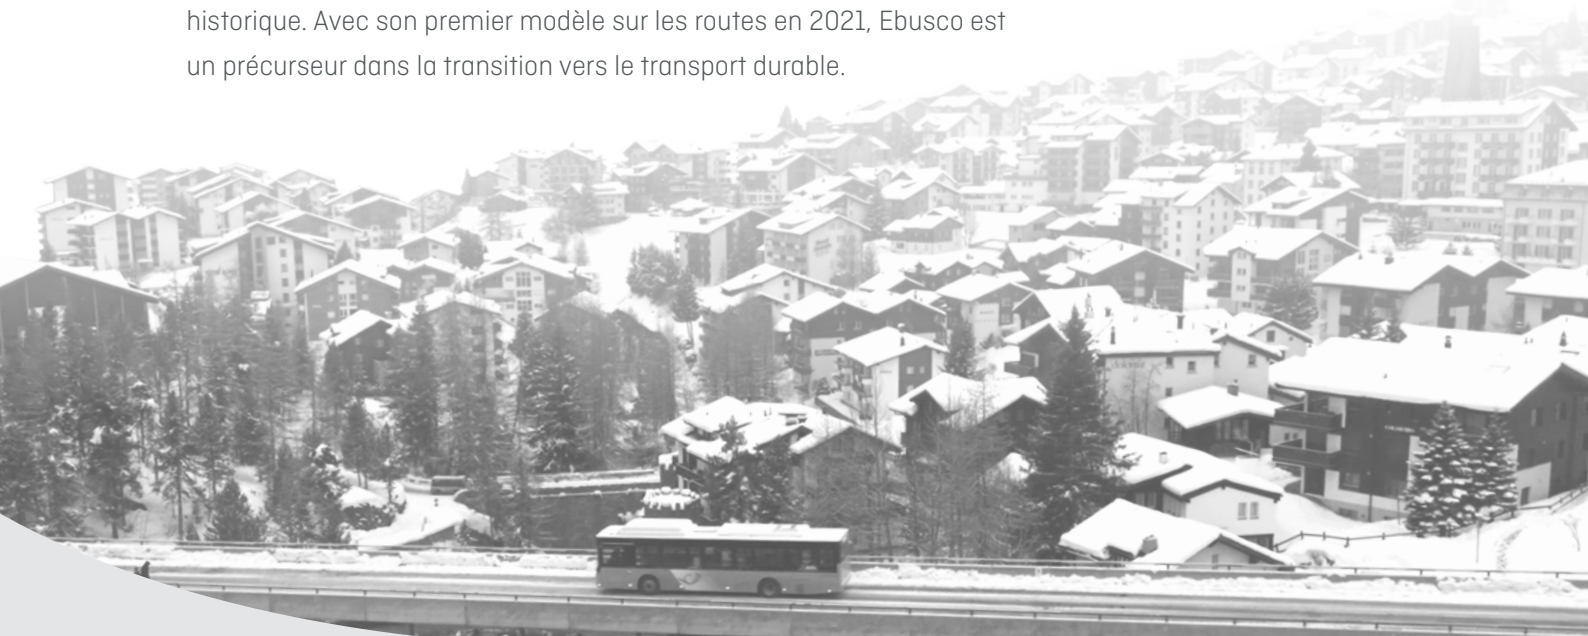 historique. Avec son premier modèle sur les routes en 2021, Ebusco est
un précurseur dans la transition vers le transport durable.